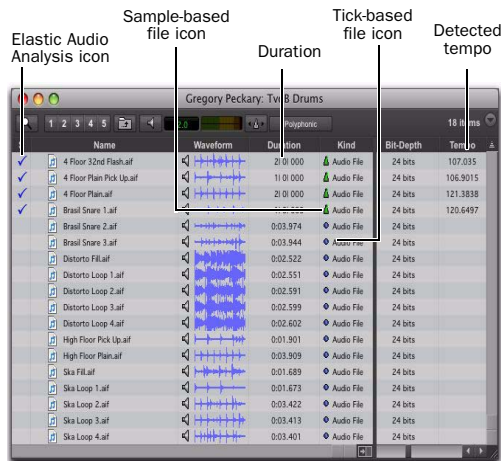 Elastic Audio
Analysis icon
Sample-based
file icon
Duration
Tick-based
file icon
Detected
tempo
Gregory Peckary: TvoB Drums
1 2 3 4 5
Polyphonic
18 items
Name Waveform Duration Kind Bit-Depth Tempo
4 Floor 32nd Flash.aif 2| 0| 000 Audio File 24 bits 107.035
4 Floor Plain Pick Up.aif 1| 0| 000 Audio File 24 bits 106.9015
4 Floor Plain.aif 2| 0| 000 Audio File 24 bits 121.3838
Brasil Snare 1.aif Audio File 24 bits 120.6497
Brasil Snare 2.aif 0:03.974 Audio File 24 bits
Brasil Snare 3.aif 0:03.944 Audio File 24 bits
Distorto Fill.aif 0:02.522 Audio File 24 bits
Distorto Loop 1.aif 0:02.551 Audio File 24 bits
Distorto Loop 2.aif 0:02.591 Audio File 24 bits
Distorto Loop 3.aif 0:02.599 Audio File 24 bits
Distorto Loop 4.aif 0:02.602 Audio File 24 bits
High Floor Pick Up.aif 0:01.901 Audio File 24 bits
High Floor Plain.aif 0:03.909 Audio File 24 bits
Ska Fill.aif 0:01.689 Audio File 24 bits
Ska Loop 1.aif 0:01.673 Audio File 24 bits
Ska Loop 2.aif 0:03.422 Audio File 24 bits
Ska Loop 3.aif 0:03.413 Audio File 24 bits
Ska Loop 4.aif 0:03.401 Audio File 24 bits